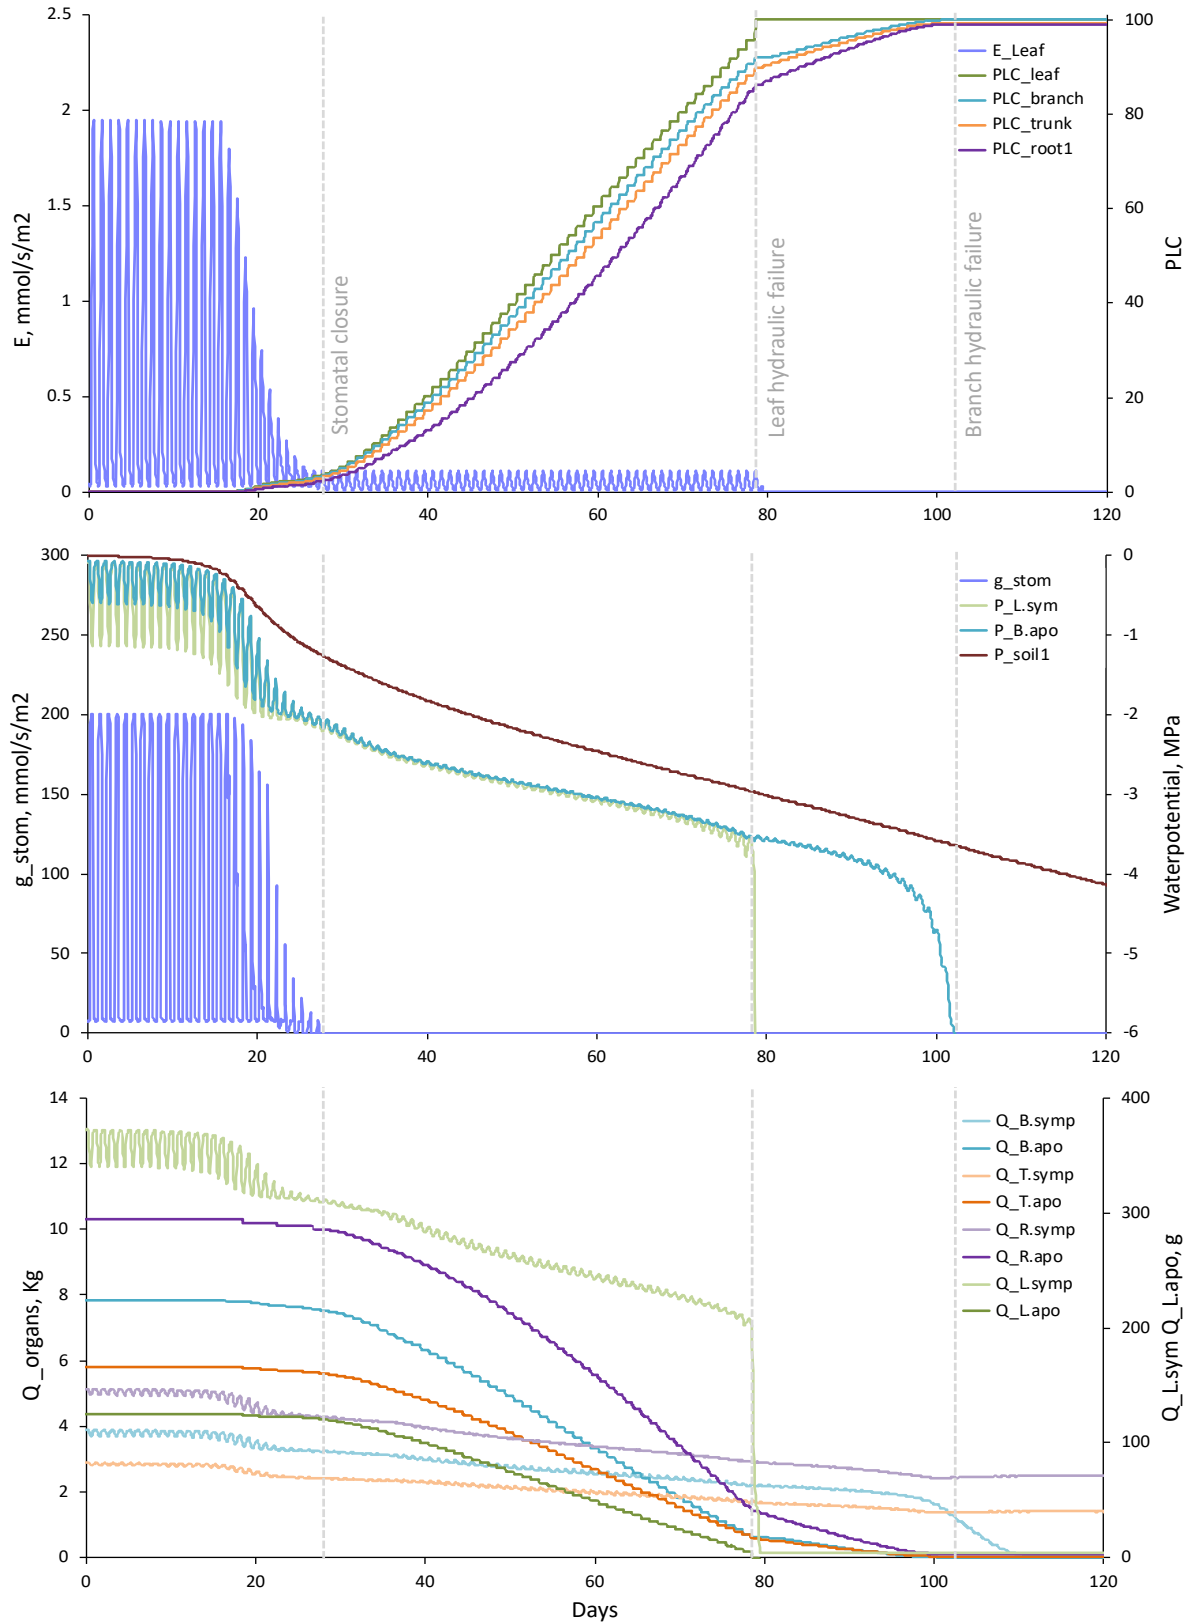 2.5
2
1.5
1
0.5
0
E, mmol/s/m2
100
80
60
40
20
0
PLC
E_Leaf
PLC_leaf
PLC_branch
PLC_trunk
PLC_root1
Stomatal closure
Leaf hydraulic failure
Branch hydraulic failure
0 20 40 60 80 100 120
300
250
200
150
100
50
0
g_stom, mmol/s/m2
0
-1
-2
-3
-4
-5
-6
Waterpotential, MPa
g_stom
P_L.sym
P_B.apo
P_soil1
0 20 40 60 80 100 120
14
12
10
8
6
4
2
0
Q_organs, Kg
400
300
200
100
0
Q_L.sym Q_L.apo, g
Q_B.symp
Q_B.apo
Q_T.symp
Q_T.apo
Q_R.symp
Q_R.apo
Q_L.symp
Q_L.apo
0 20 40 60 80 100 120
Days